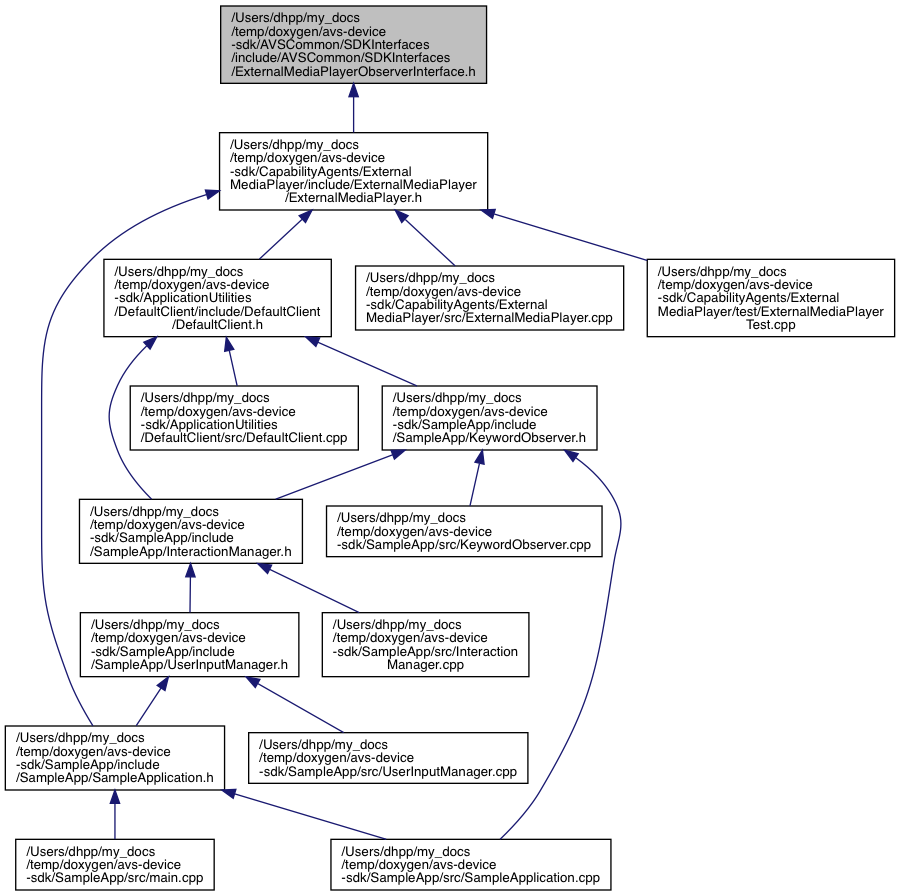 /Users/dhpp/my_docs
/temp/doxygen/avs-device
-sdk/AVSCommon/SDKInterfaces
/include/AVSCommon/SDKInterfaces
/ExternalMediaPlayerObserverInterface.h
/Users/dhpp/my_docs
/temp/doxygen/avs-device
-sdk/CapabilityAgents/External
MediaPlayer/include/ExternalMediaPlayer
/ExternalMediaPlayer.h
/Users/dhpp/my_docs
/temp/doxygen/avs-device
-sdk/ApplicationUtilities
/DefaultClient/include/DefaultClient
/DefaultClient.h
/Users/dhpp/my_docs
/temp/doxygen/avs-device
-sdk/CapabilityAgents/External
MediaPlayer/src/ExternalMediaPlayer.cpp
/Users/dhpp/my_docs
/temp/doxygen/avs-device
-sdk/CapabilityAgents/External
MediaPlayer/test/ExternalMediaPlayer
Test.cpp
/Users/dhpp/my_docs
/temp/doxygen/avs-device
-sdk/ApplicationUtilities
/DefaultClient/src/DefaultClient.cpp
/Users/dhpp/my_docs
/temp/doxygen/avs-device
-sdk/SampleApp/include
/SampleApp/KeywordObserver.h
/Users/dhpp/my_docs
/temp/doxygen/avs-device
-sdk/SampleApp/include
/SampleApp/InteractionManager.h
/Users/dhpp/my_docs
/temp/doxygen/avs-device
-sdk/SampleApp/src/KeywordObserver.cpp
/Users/dhpp/my_docs
/temp/doxygen/avs-device
-sdk/SampleApp/include
/SampleApp/UserInputManager.h
/Users/dhpp/my_docs
/temp/doxygen/avs-device
-sdk/SampleApp/src/Interaction
Manager.cpp
/Users/dhpp/my_docs
/temp/doxygen/avs-device
-sdk/SampleApp/include
/SampleApp/SampleApplication.h
/Users/dhpp/my_docs
/temp/doxygen/avs-device
-sdk/SampleApp/src/UserInputManager.cpp
/Users/dhpp/my_docs
/temp/doxygen/avs-device
-sdk/SampleApp/src/main.cpp
/Users/dhpp/my_docs
/temp/doxygen/avs-device
-sdk/SampleApp/src/SampleApplication.cpp